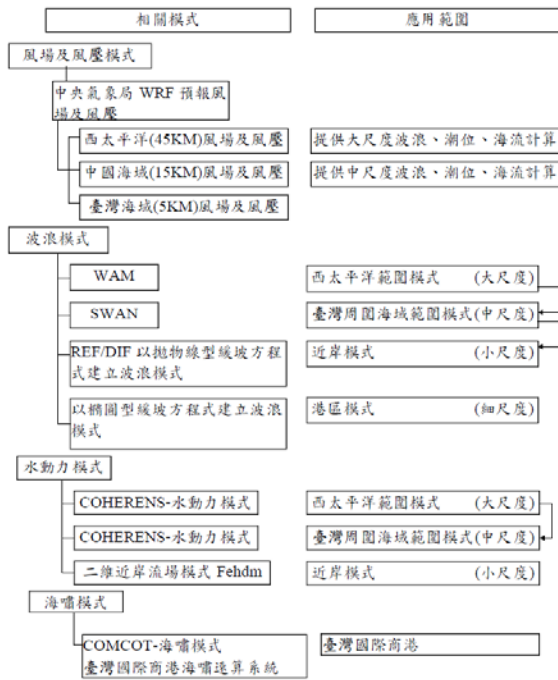 相關模式 應用範圍
風場及風壓模式
中央氣象局 WRF 預報風
場及風壓
西太平洋(45KM)風場及風壓 提供大尺度波浪、潮位、海流計算
中國海域(15KM)風場及風壓 提供中尺度波浪、潮位、海流計算
臺灣海域(5KM)風場及風壓
波浪模式
WAM 西太平洋範圍模式 (大尺度)
SWAN 臺灣周圍海域範圍模式(中尺度)
REF/DIF 以拋物線型緩坡方程
式建立波浪模式
近岸模式 (小尺度)
以橢圓型緩坡方程式建立波浪
模式
港區模式 (細尺度)
水動力模式
COHERENS-水動力模式 西太平洋範圍模式 (大尺度)
COHERENS-水動力模式 臺灣周圍海域範圍模式(中尺度)
二維近岸流場模式 Fehdm 近岸模式 (小尺度)
海嘯模式
COMCOT-海嘯模式
臺灣國際商港海嘯逐算系統
臺灣國際商港